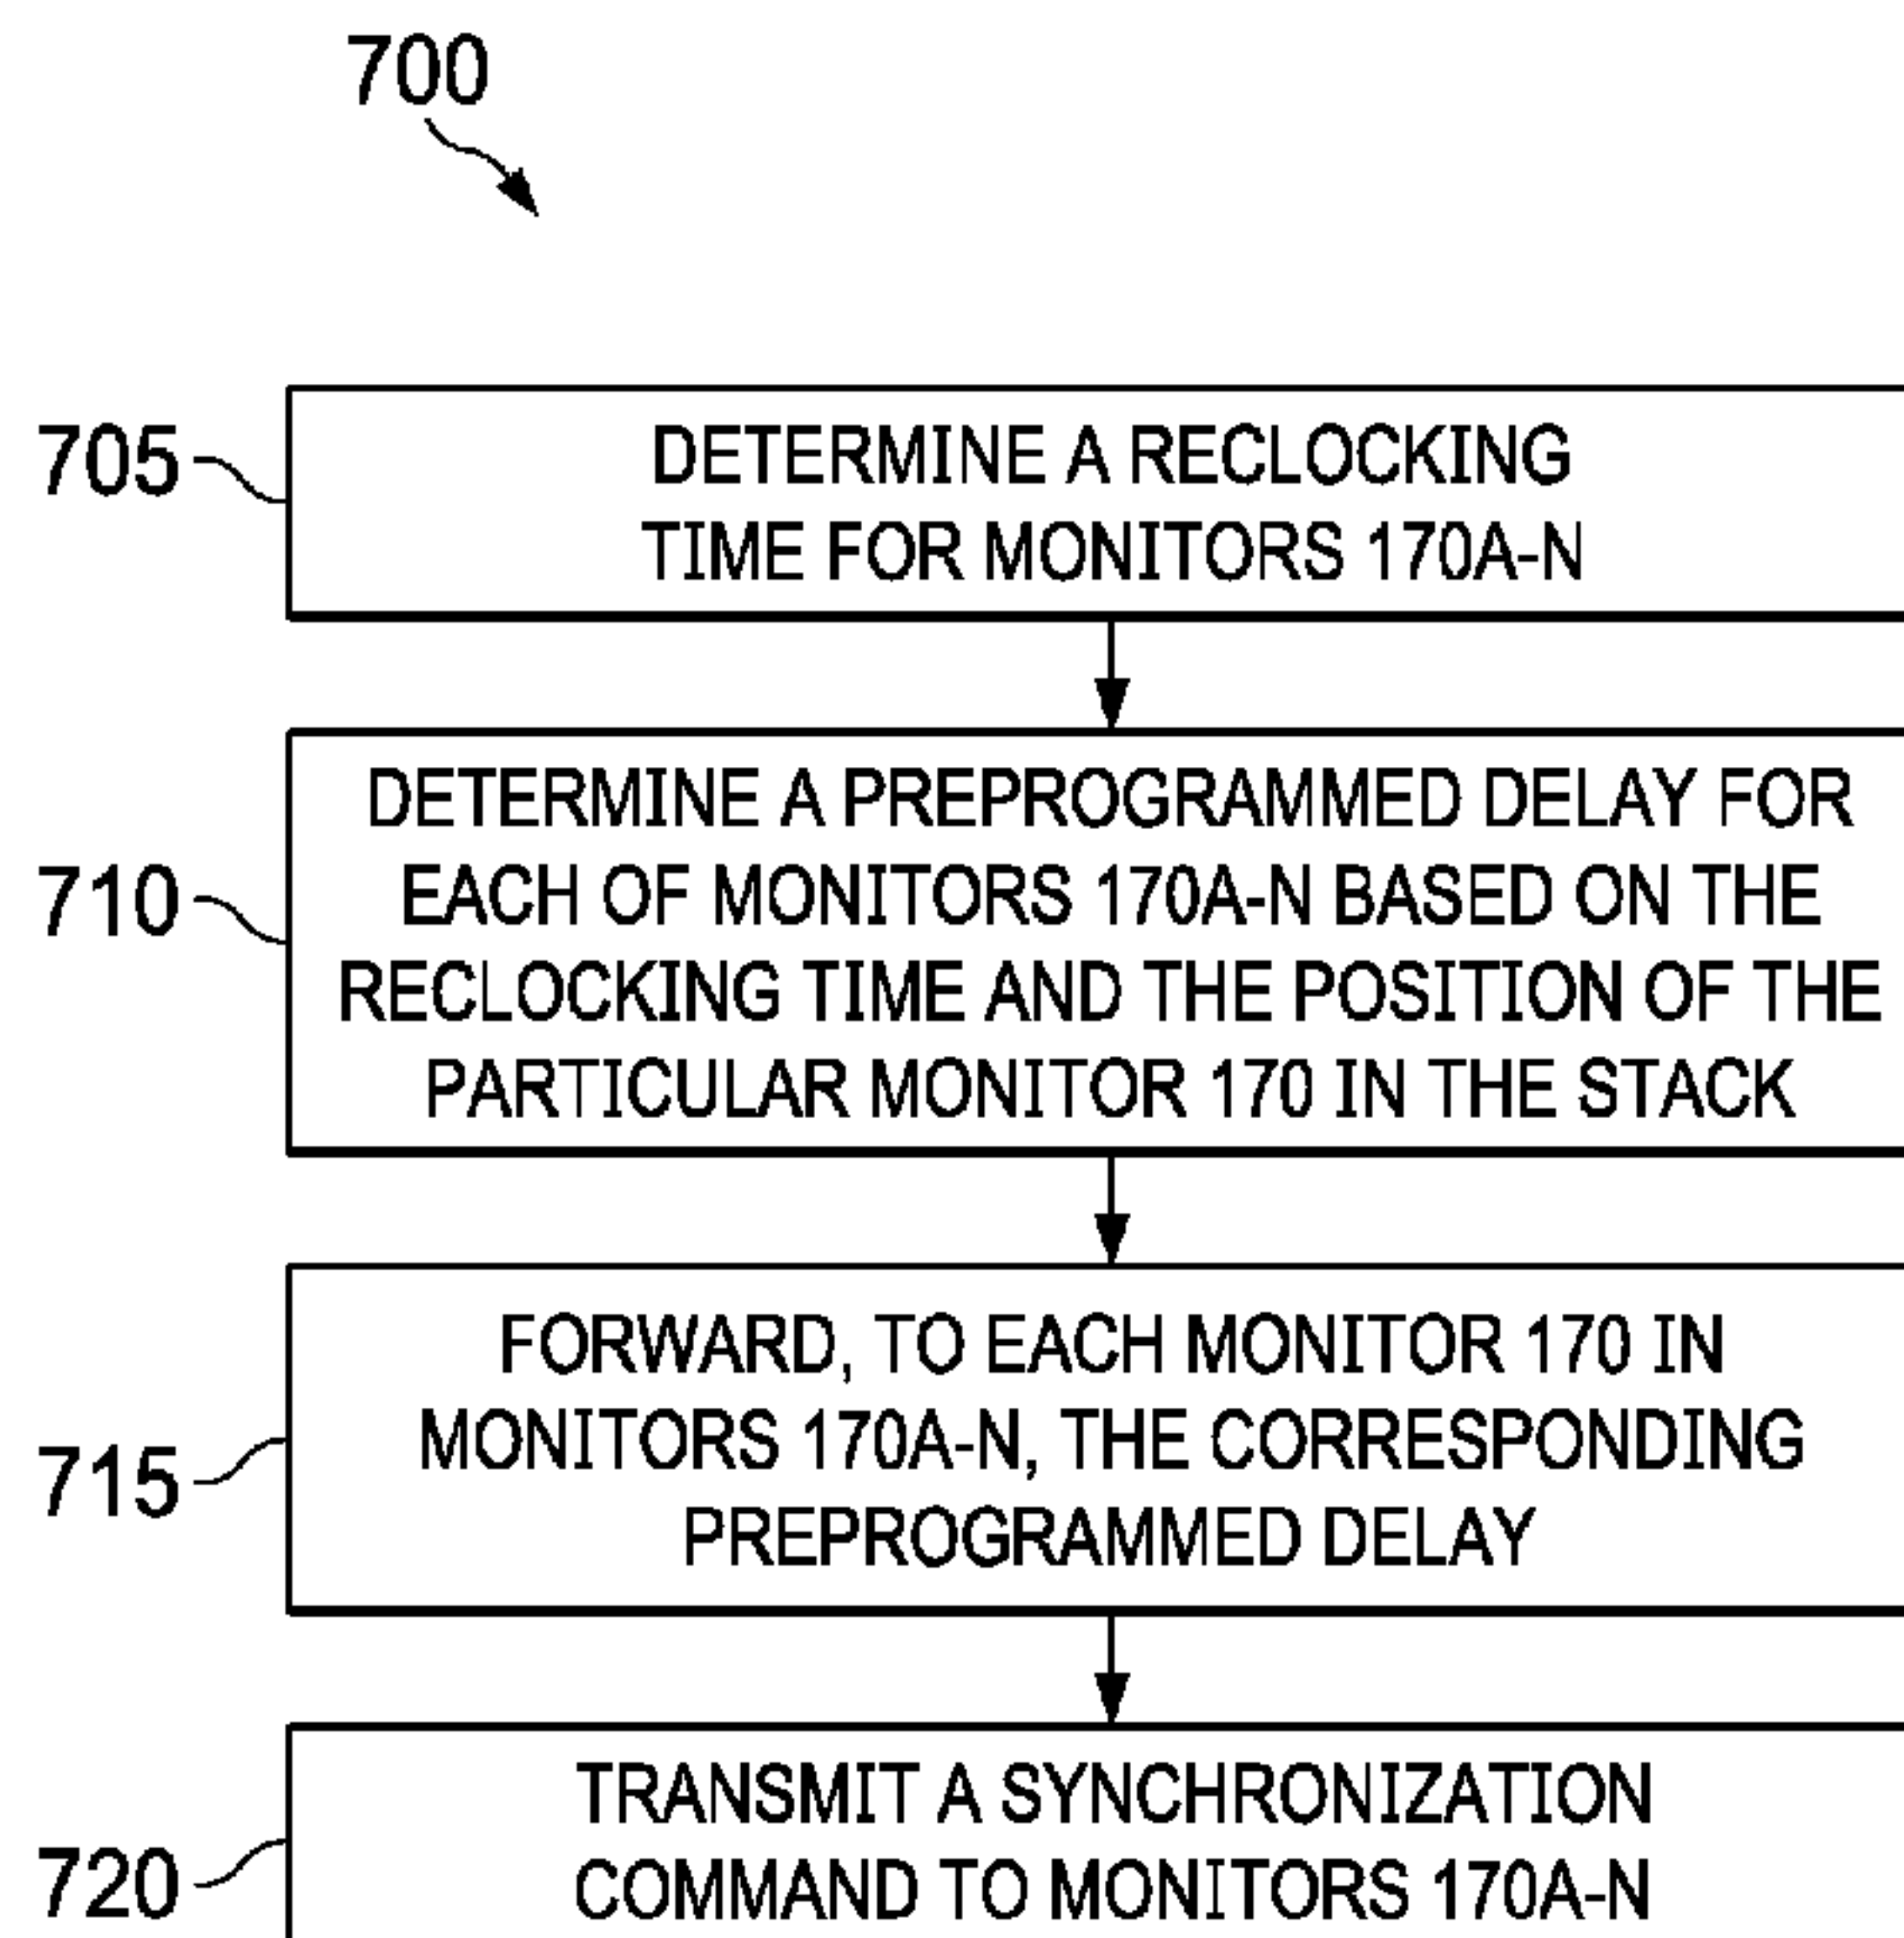 700
705
DETERMINE A RECLOCKING
TIME FOR MONITORS 170A-N
710
DETERMINE A PREPROGRAMMED DELAY FOR
EACH OF MONITORS 170A-N BASED ON THE
RECLOCKING TIME AND THE POSITION OF THE
PARTICULAR MONITOR 170 IN THE STACK
715
FORWARD, TO EACH MONITOR 170 IN
MONITORS 170A-N, THE CORRESPONDING
PREPROGRAMMED DELAY
720
TRANSMIT A SYNCHRONIZATION
COMMAND TO MONITORS 170A-N